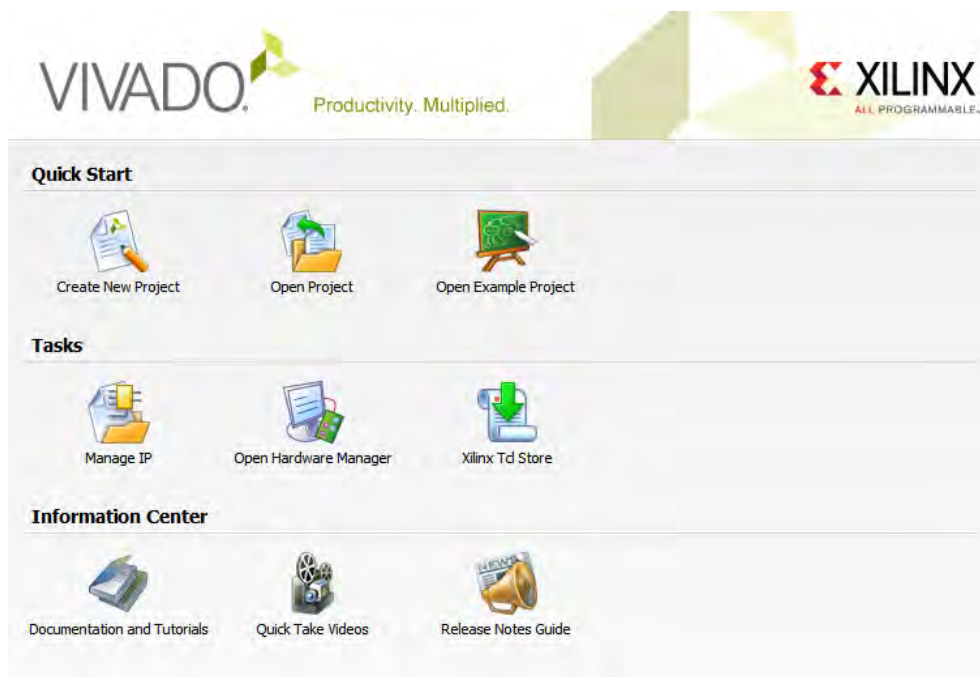 VIVADO.
Productivity. Multiplied.
XILINX
ALL PROGRAMMABLE
Quick Start
Create New Project
Open Project
Open Example Project
Tasks
Manage IP
Open Hardware Manager
Xilinx Tcl Store
Information Center
NEWS
Documentation and Tutorials
Quick Take Videos
Release Notes Guide